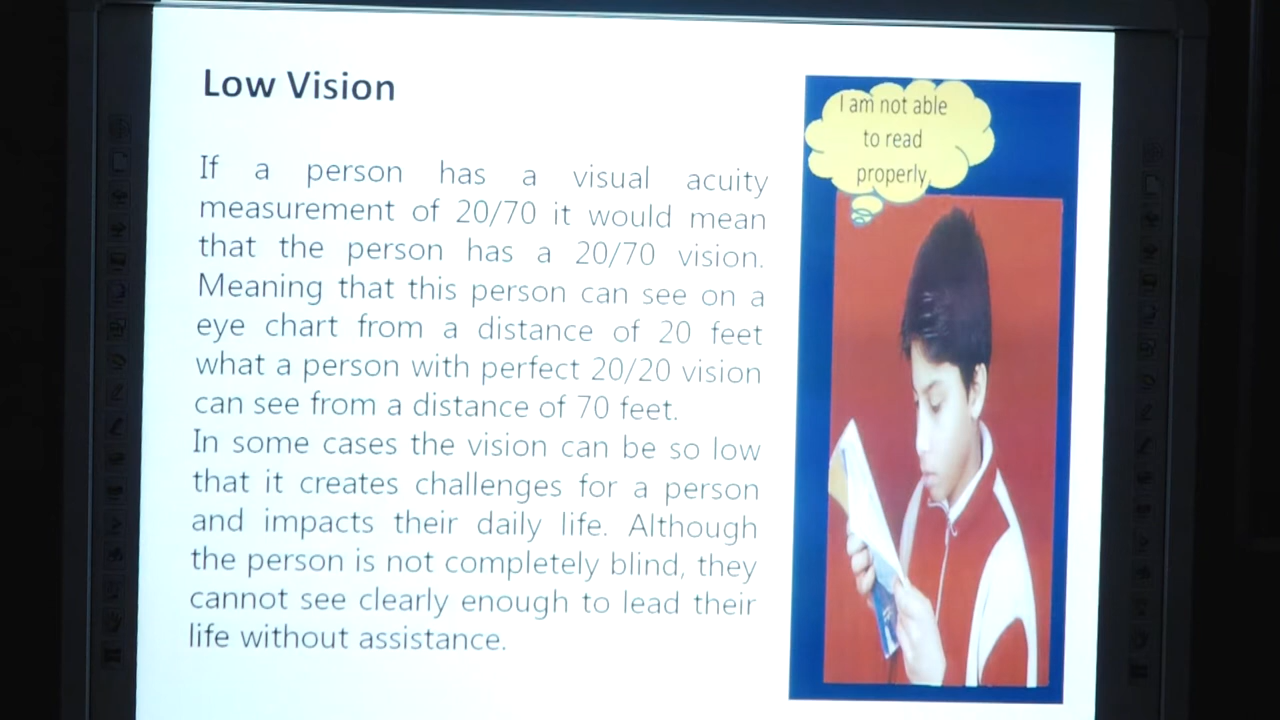 Low Vision
If a person has a visual acuity
measurement of 20/70 it would mean
that the person has a 20/70 vision.
Meaning that this person can see on a
eye chart from a distance of 20 feet
what a person with perfect 20/20 vision
can see from a distance of 70 feet.
In some cases the vision can be so low
that it creates challenges for a person
and impacts their daily life. Although
the person is not completely blind, they
cannot see clearly enough to lead their
life without assistance.
I am not able
to read
properly,